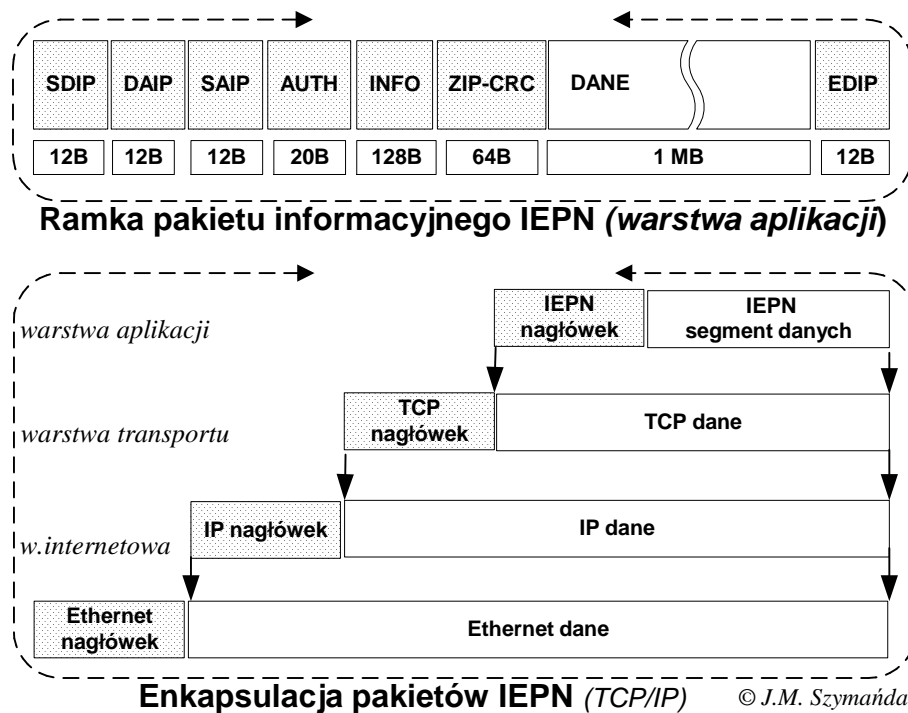 SDIP DAIP SAIP AUTH INFO ZIP-CRC DANE EDIP
12B 12B 12B 20B 128B 64B 1 MB 12B
Ramka pakietu informacyjnego IEPN (warstwa aplikacji)
warstwa aplikacji
IEPN
nagłówek
IEPN
segment danych
warstwa transportu
TCP
nagłówek
TCP dane
w.internetowa
IP nagłówek
IP dane
Ethernet
nagłówek
Ethernet dane
Enkapsulacja pakietów IEPN (TCP/IP)
© J.M. Szymańda